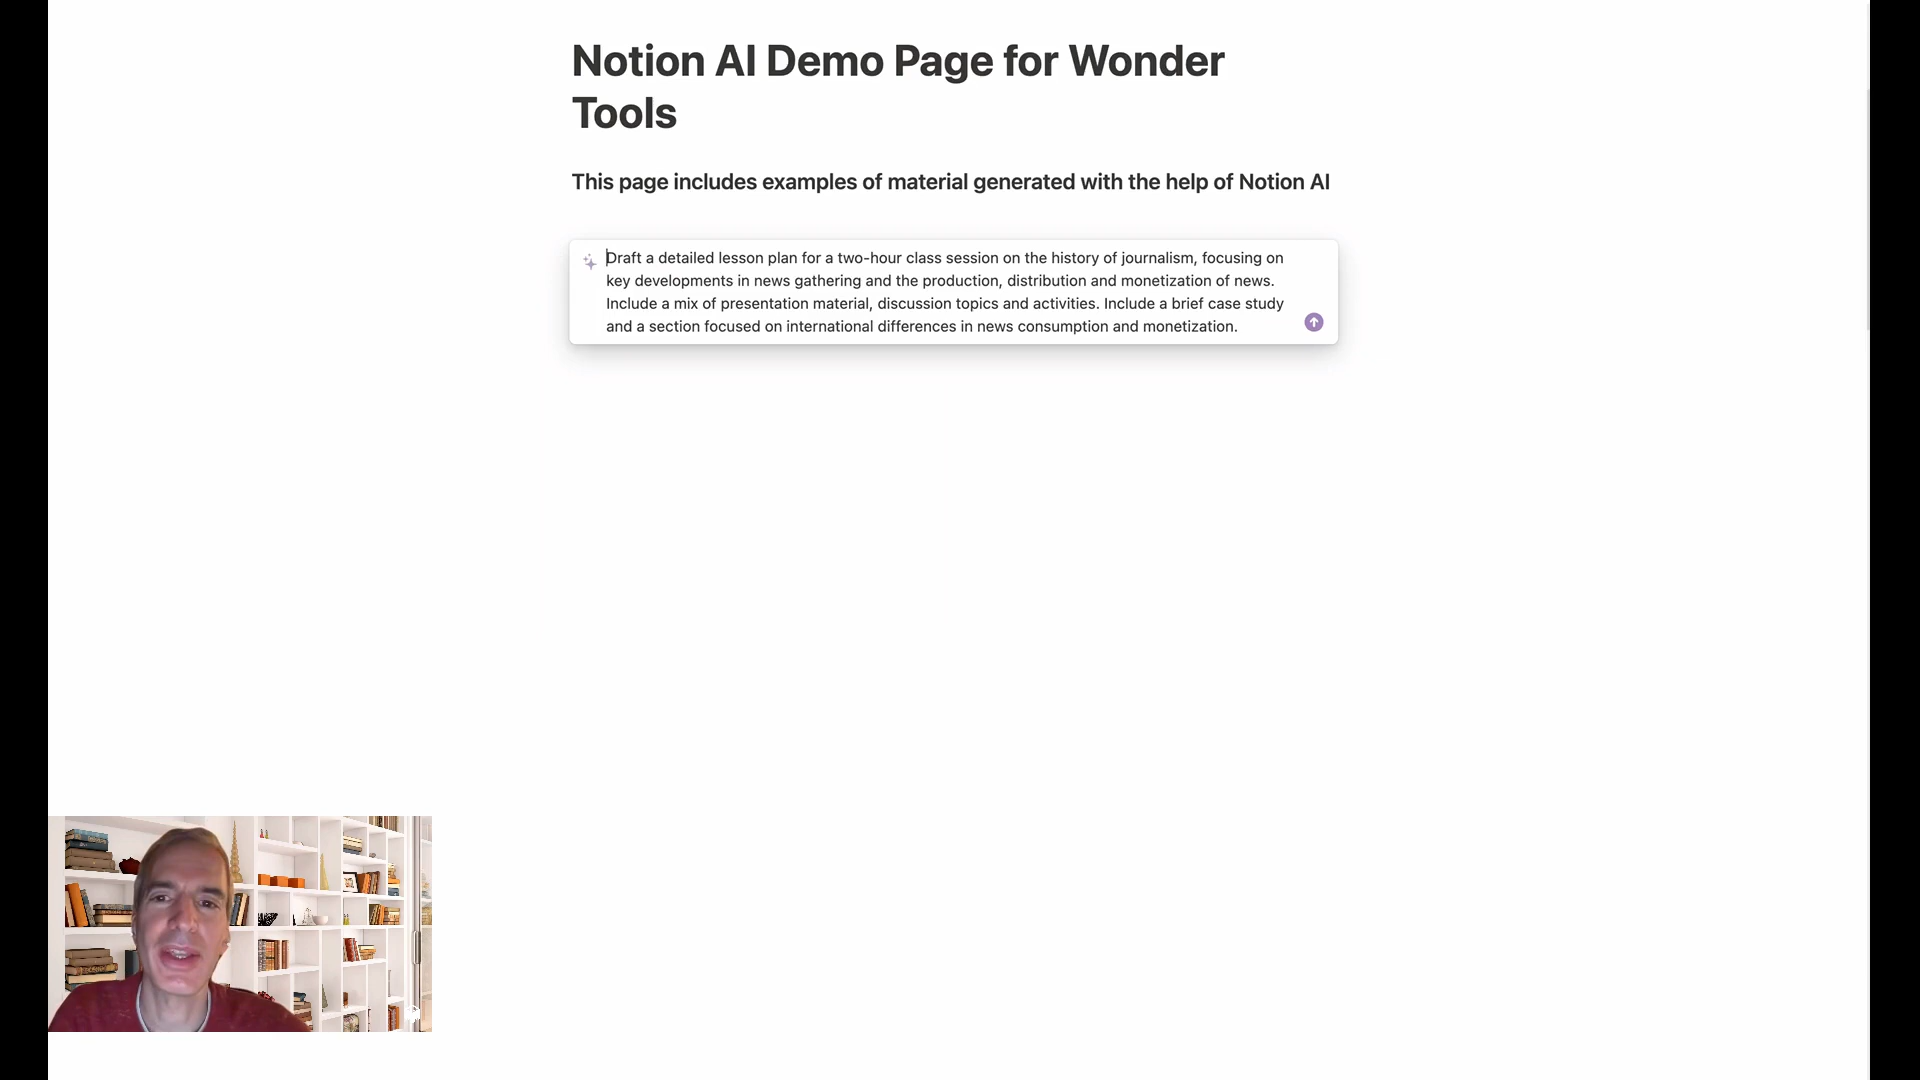 Notion AI Demo Page for Wonder
Tools
This page includes examples of material generated with the help of Notion AI
Draft a detailed lesson plan for a two-hour class session on the history of journalism, focusing on
key developments in news gathering and the production, distribution and monetization of news.
Include a mix of presentation material, discussion topics and activities. Include a brief case study
and a section focused on international differences in news consumption and monetization.